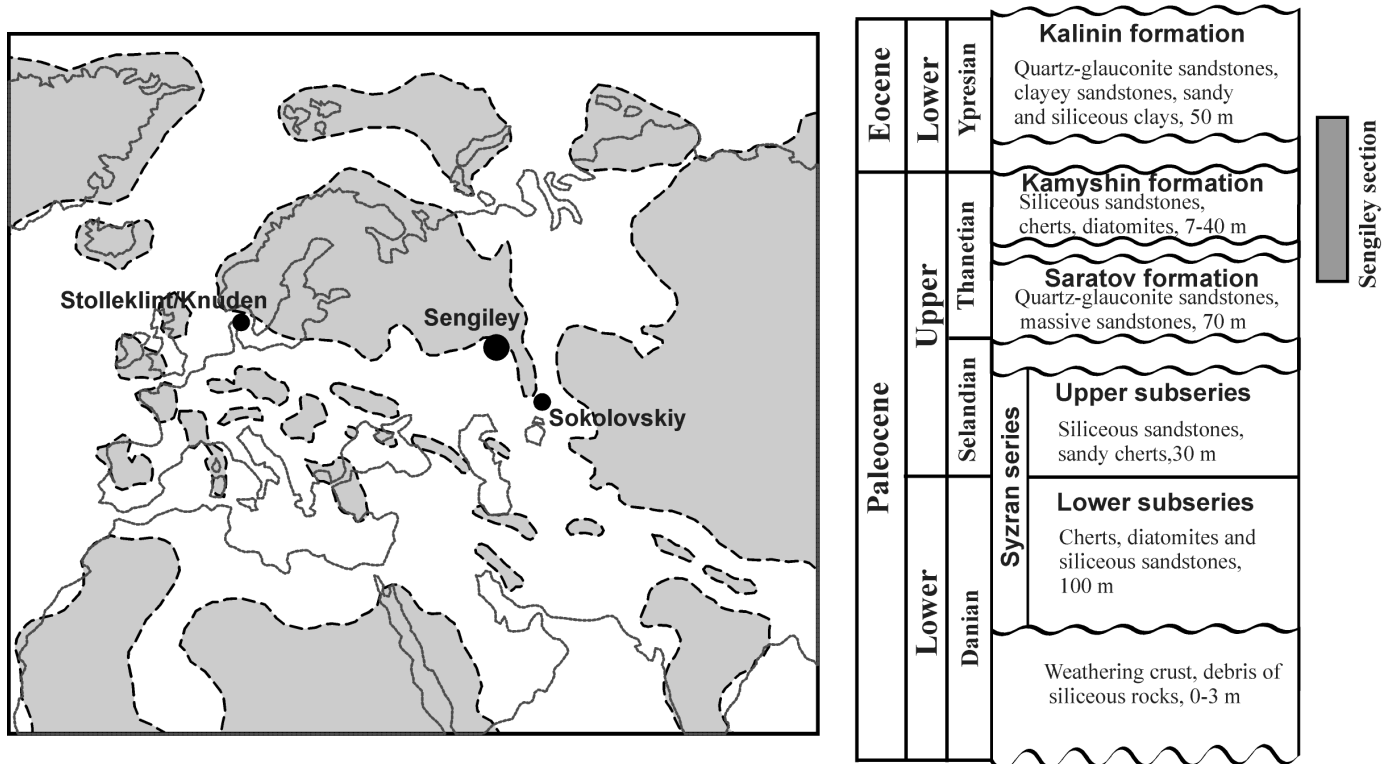 Stolleklint/Knuden
Sengiley
Sokolovskiy
Eocene
Lower
Ypresian
Kalinin formation
Quartz-glauconite sandstones,
clayey sandstones, sandy
and siliceous clays, 50 m
Paleocene
Upper
Thanetian
Kamyshin formation
Siliceous sandstones,
cherts, diatomites, 7-40 m
Saratov formation
Quartz-glauconite sandstones,
massive sandstones, 70 m
Selandian
Syzran series
Upper subseries
Siliceous sandstones,
sandy cherts,30 m
Lower
Danian
Lower subseries
Cherts, diatomites and
siliceous sandstones,
100 m
Weathering crust, debris of
siliceous rocks, 0-3 m
Sengiley section